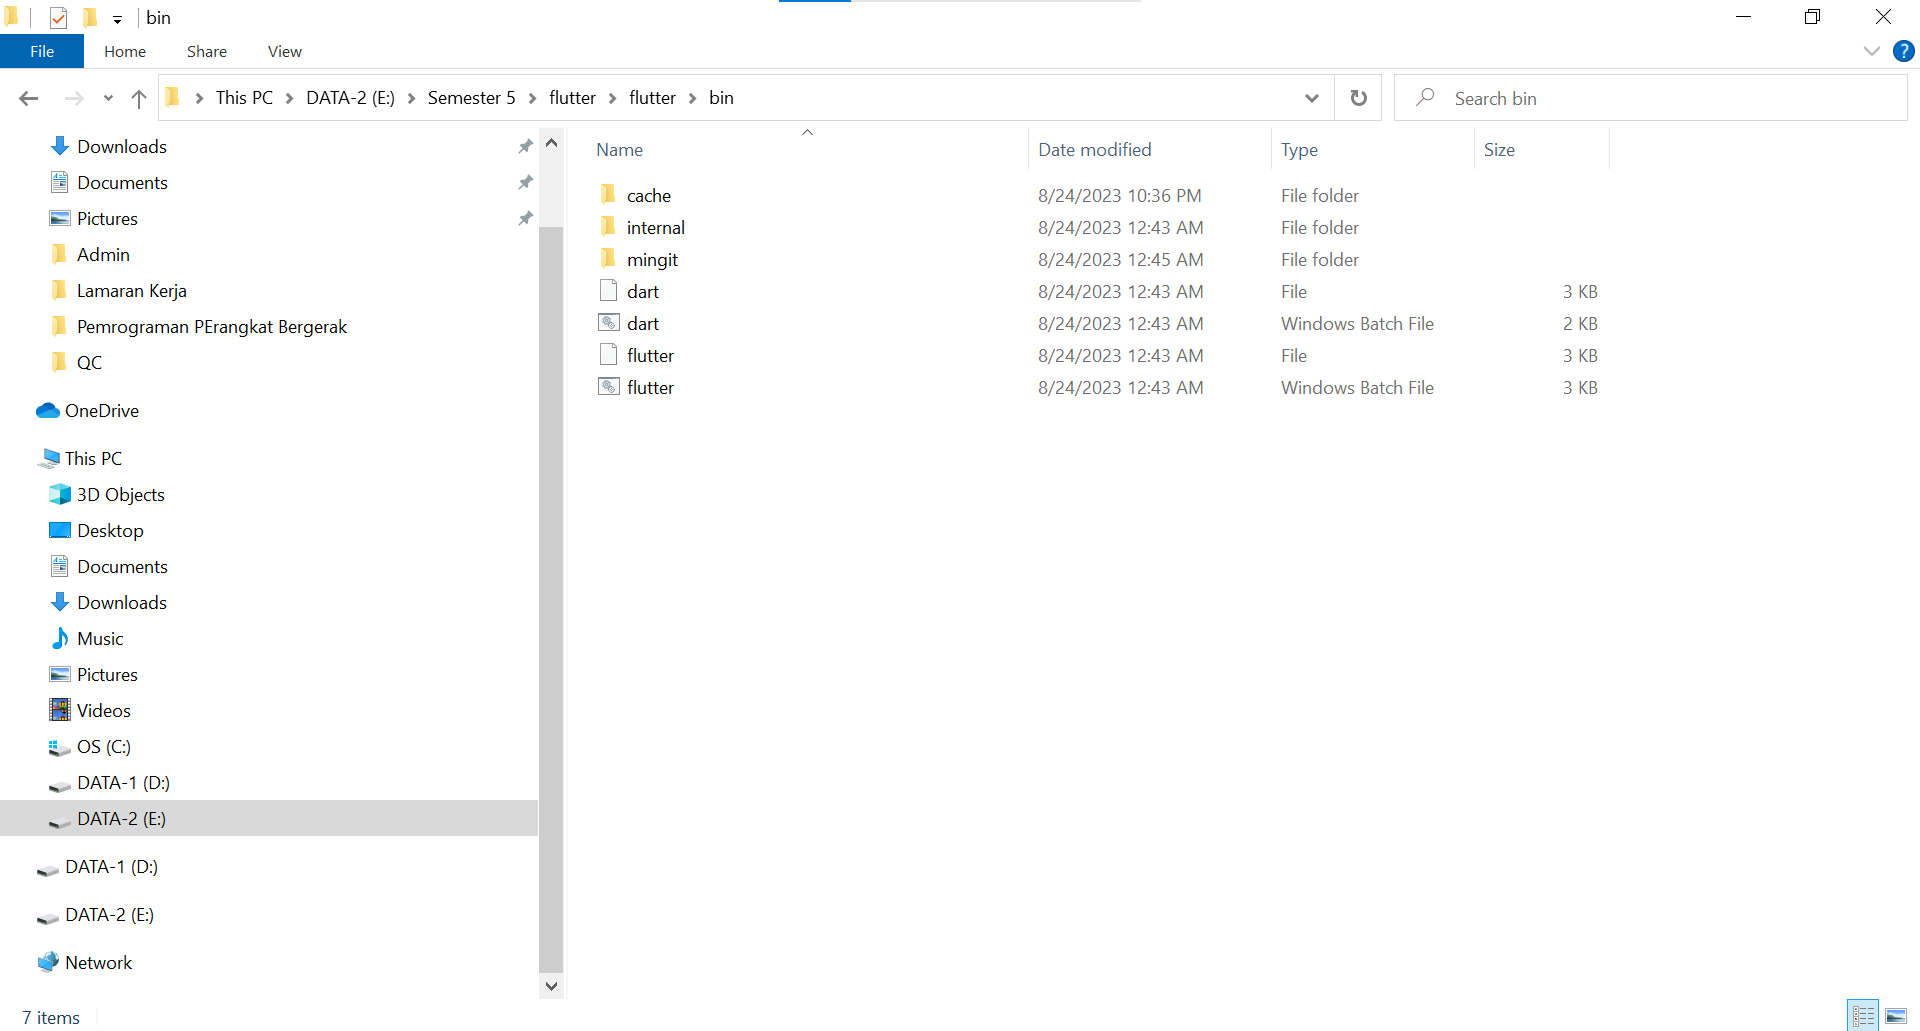 bin
File Home Share View
This PC DATA-2 (E:) Semester 5 flutter flutter bin
Search bin
Downloads
Documents
Pictures
Admin
Lamaran Kerja
Pemrograman PErangkat Bergerak
QC
OneDrive
This PC
3D Objects
Desktop
Documents
Downloads
Music
Pictures
Videos
OS (C:)
DATA-1 (D:)
DATA-2 (E:)
DATA-1 (D:)
DATA-2 (E:)
Network
Name Date modified Type Size
cache 8/24/2023 10:36 PM File folder
internal 8/24/2023 12:43 AM File folder
mingit 8/24/2023 12:45 AM File folder
dart 8/24/2023 12:43 AM File 3 KB
dart 8/24/2023 12:43 AM Windows Batch File 2 KB
flutter 8/24/2023 12:43 AM File 3 KB
flutter 8/24/2023 12:43 AM Windows Batch File 3 KB
7 items